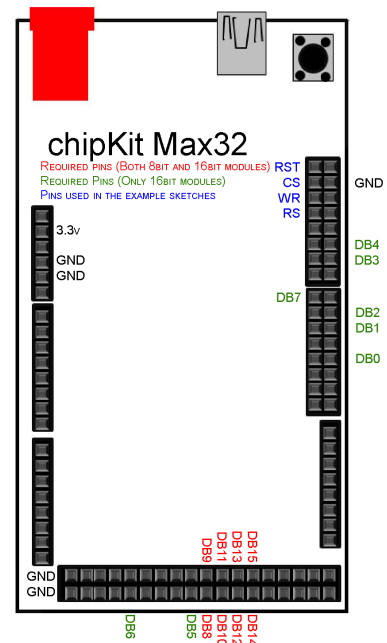 chipKit Max32
Required pins (Both 8bit and 16bit modules)
Required Pins (Only 16bit modules)
Pins used in the example sketches
RST
CS
GND
WR
RS
3.3v
GND
GND
DB4
DB3
DB7
DB2
DB1
DB0
DB9
DB11
DB13
DB15
GND
GND
DB6
DB5
DB8
DB10
DB12
DB14